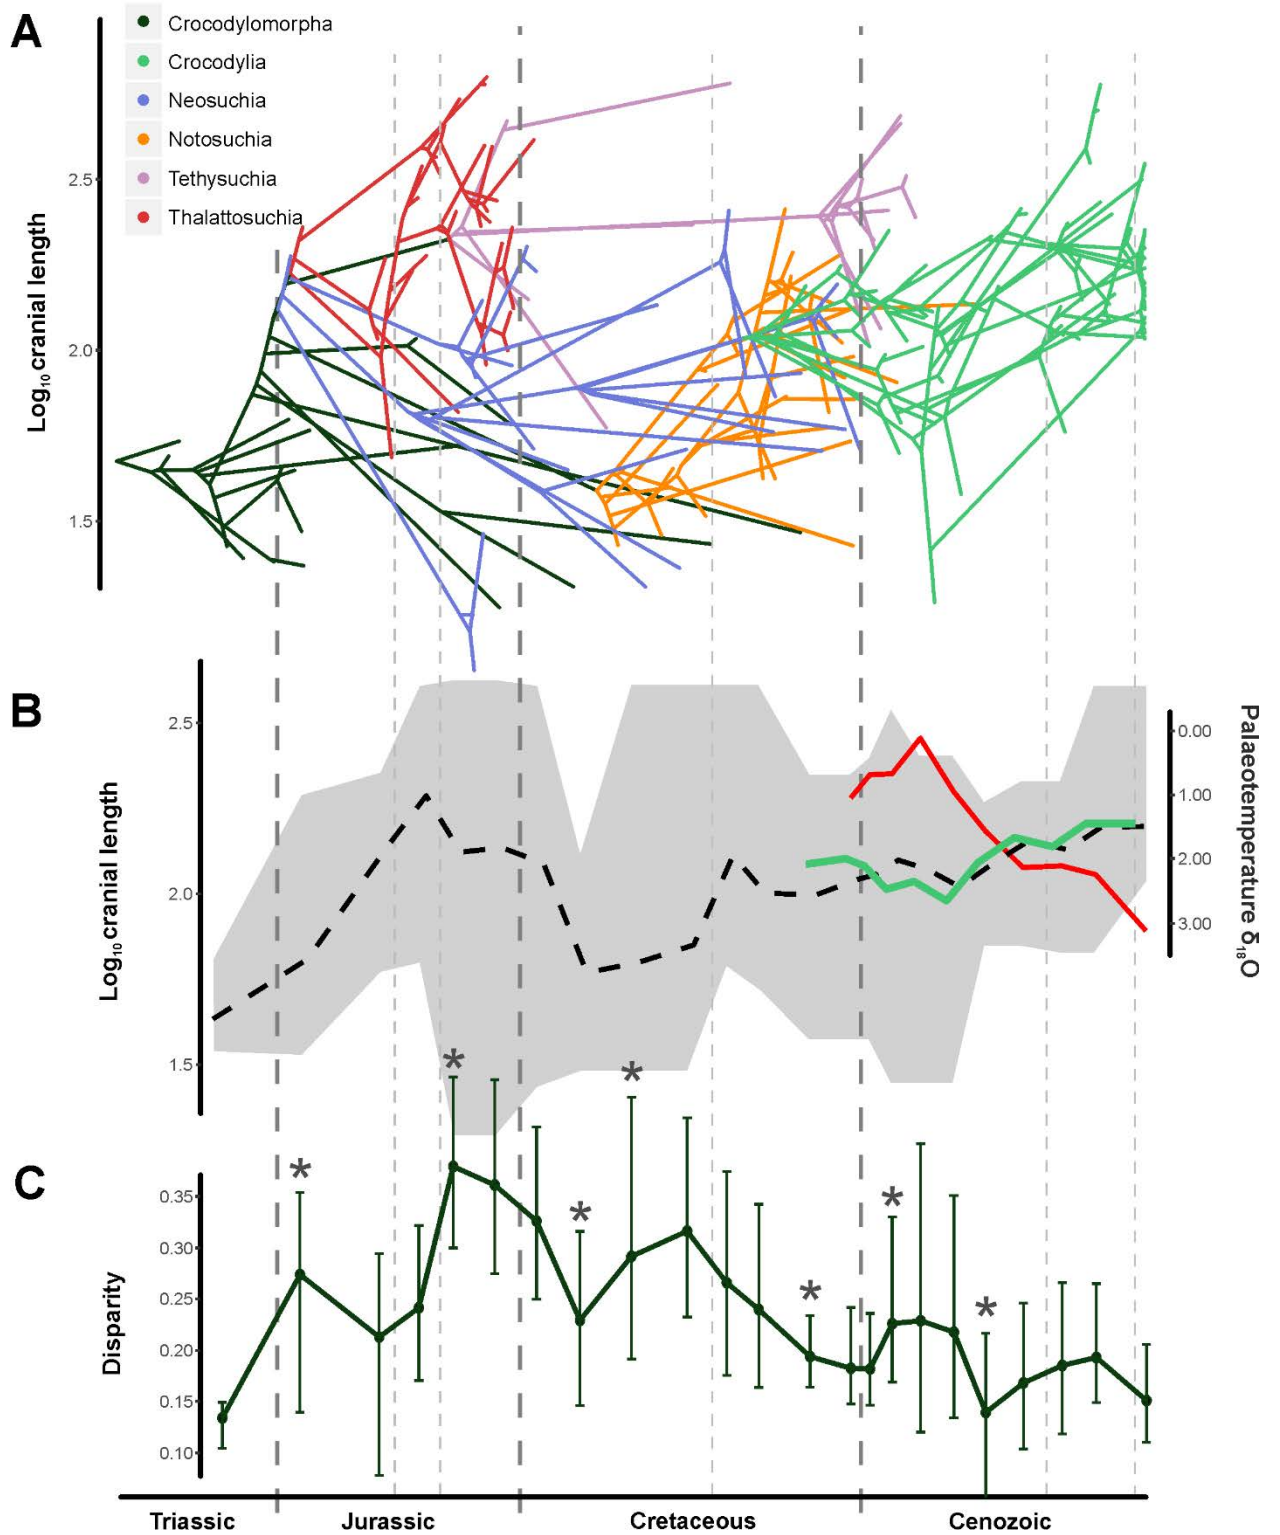 A
Crocodylomorpha
Crocodylia
Neosuchia
Notosuchia
Tethysuchia
Thalattosuchia
Log₁₀ cranial length
2.5
2.0
1.5
B
Log₁₀ cranial length
2.5
2.0
1.5
0.00
1.00
2.00
3.00
Palaeotemperature δ₁₈O
*
*
C
*
*
*
*
*
Disparity
0.35
0.30
0.25
0.20
0.15
0.10
Triassic Jurassic Cretaceous Cenozoic